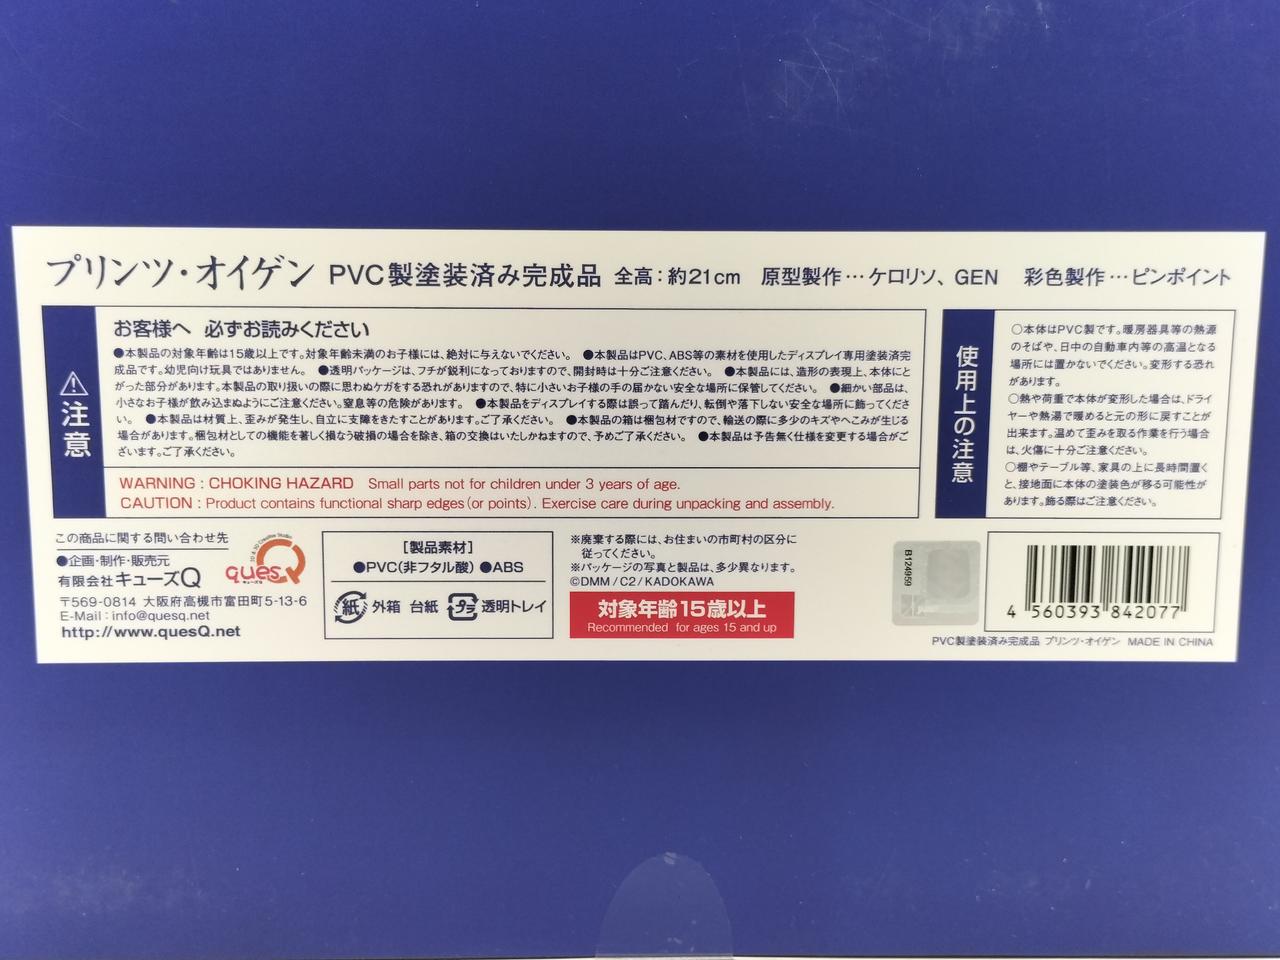 プリンツ・オイゲン PVC製塗装済み完成品 全高：約21cm 原型製作…ケロリソ、GEN 彩色製作…ピンポイント
⚠注意
お客様へ 必ずお読みください
●本製品の対象年齢は15歳以上です。対象年齢未満のお子様には、絶対に与えないでください。 ●本製品はPVC、ABS等の素材を使用したディスプレイ専用塗装済完
成品です。幼児向け玩具ではありません。 ●透明パッケージは、フチが鋭利になっておりますので、開封時は十分ご注意ください。 ●本製品には、造形の表現上、本体にと
がった部分があります。本製品の取り扱いの際に思わぬケガをする恐れがありますので、特に小さいお子様の手の届かない安全な場所に保管してください。 ●細かい部品は、
小さなお子様が飲み込まぬようにご注意ください。窒息等の危険があります。 ●本製品をディスプレイする際は誤って踏んだり、転倒や落下しない安全な場所に飾ってくださ
い。 ●本製品は材質上、歪みが発生し、自立に支障をきたすことがあります。ご了承ください。 ●本製品の箱は梱包材ですので、輸送の際に多少のキズやへこみが生じる
場合があります。梱包材としての機能を著しく損なう破損の場合を除き、箱の交換はいたしかねますので、予めご了承ください。 ●本製品は予告無く仕様を変更する場合がご
ざいます。ご了承ください。
WARNING : CHOKING HAZARD Small parts not for children under 3 years of age.
CAUTION : Product contains functional sharp edges (or points). Exercise care during unpacking and assembly.
使用上の注意
○本体はPVC製です。暖房器具等の熱源
のそばや、日中の自動車内等の高温となる
場所には置かないでください。変形する恐れ
があります。
○熱や荷重で本体が変形した場合は、ドライ
ヤーや熱湯で暖めると元の形に戻すことが
出来ます。温めて歪みを取る作業を行う場合
は、火傷に十分ご注意ください。
○棚やテーブル等、家具の上に長時間置く
と、接地面に本体の塗装色が移る可能性が
あります。飾る際はご注意ください。
この商品に関する問い合わせ先
●企画・制作・販売元
有限会社キューズQ
〒569-0814 大阪府高槻市富田町5-13-6
E-Mail : info@quesq.net
http://www.quesQ.net
2D & 3D Creative Studio
quesQ
キューズQ
［製品素材］
●PVC(非フタル酸) ●ABS
紙 外箱 台紙 プラ 透明トレイ
※廃棄する際には、お住まいの市町村の区分に
従ってください。
※パッケージの写真と製品は、多少異なります。
©DMM/C2/KADOKAWA
対象年齢15歳以上
Recommended for ages 15 and up
B124959
4 560393 842077
PVC製塗装済み完成品 プリンツ・オイゲン MADE IN CHINA